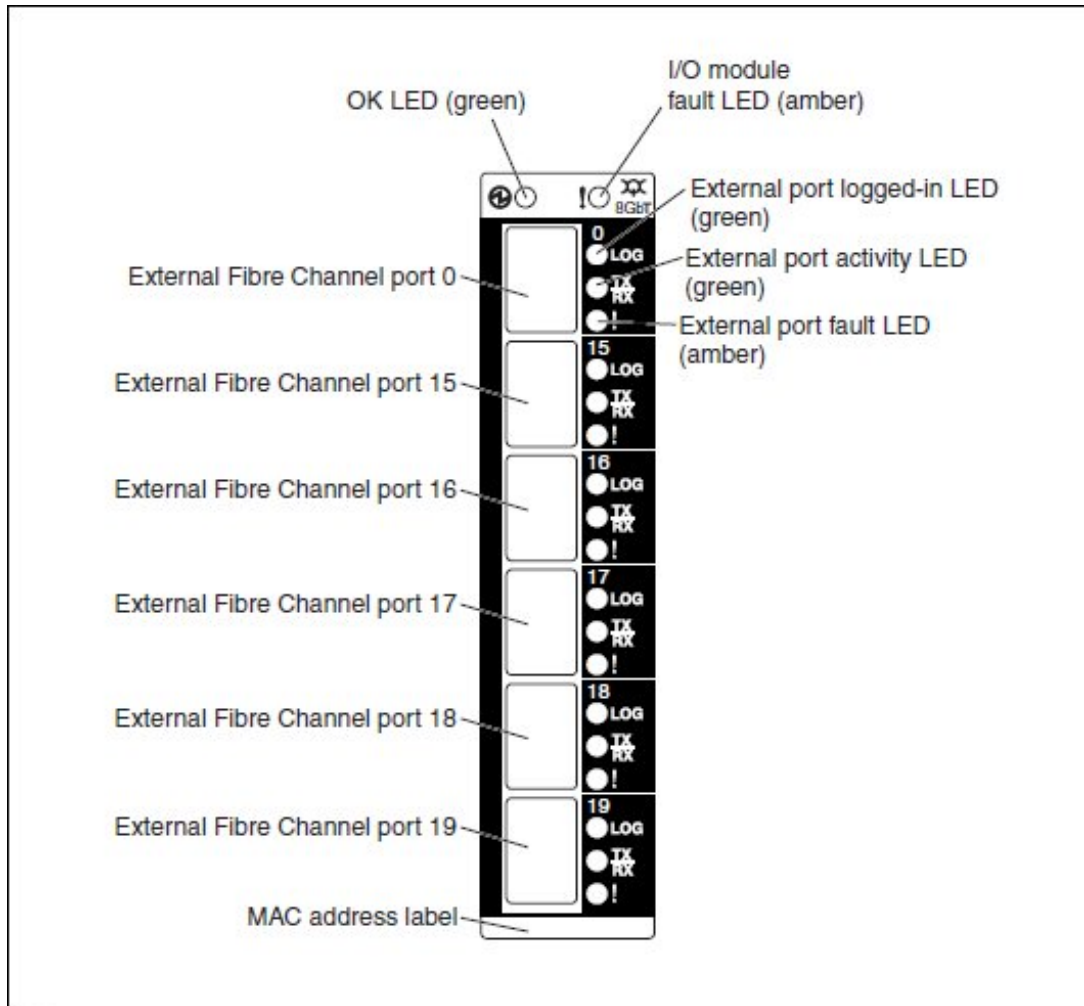 I/O module
fault LED (amber)
OK LED (green)
!
8GbT
External port logged-in LED
(green)
0
LOG
External port activity LED
(green)
TX
RX
External Fibre Channel port 0
!
External port fault LED
(amber)
15
LOG
External Fibre Channel port 15
TX
RX
!
16
LOG
External Fibre Channel port 16
TX
RX
!
17
LOG
External Fibre Channel port 17
TX
RX
!
18
LOG
External Fibre Channel port 18
TX
RX
!
19
LOG
External Fibre Channel port 19
TX
RX
!
MAC address label